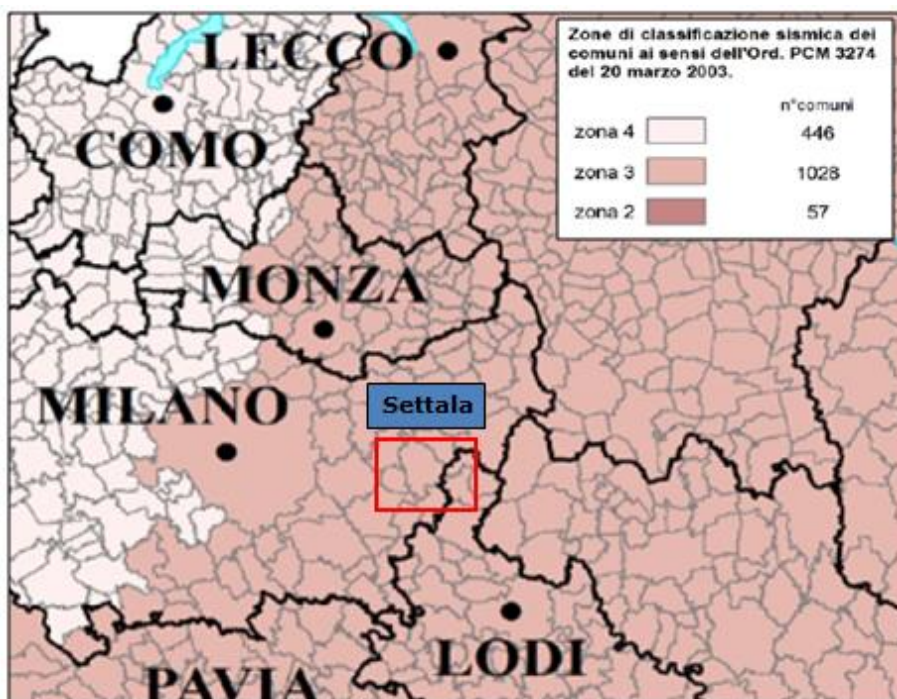 LECCO
COMO
MONZA
MILANO
Settala
LODI
PAVIA
Zone di classificazione sismica dei
comuni ai sensi dell'Ord. PCM 3274
del 20 marzo 2003.
n°comuni
zona 4 446
zona 3 1028
zona 2 57